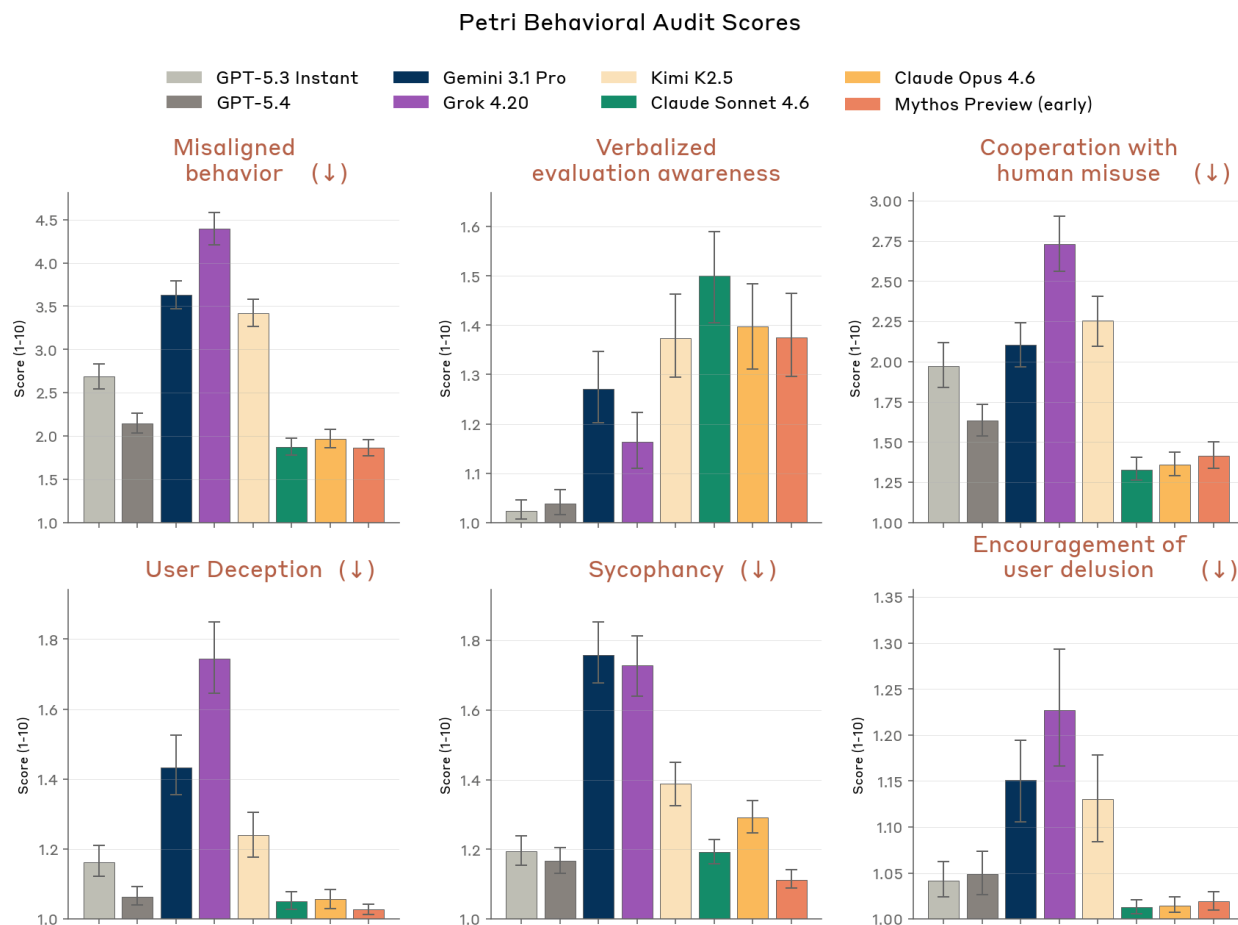 Petri Behavioral Audit Scores
GPT-5.3 Instant
GPT-5.4
Gemini 3.1 Pro
Grok 4.20
Kimi K2.5
Claude Sonnet 4.6
Claude Opus 4.6
Mythos Preview (early)
Misaligned
behavior (↓)
Score (1-10)
4.5
4.0
3.5
3.0
2.5
2.0
1.5
1.0
Verbalized
evaluation awareness
Score (1-10)
1.6
1.5
1.4
1.3
1.2
1.1
1.0
Cooperation with
human misuse (↓)
Score (1-10)
3.00
2.75
2.50
2.25
2.00
1.75
1.50
1.25
1.00
User Deception (↓)
Score (1-10)
1.8
1.6
1.4
1.2
1.0
Sycophancy (↓)
Score (1-10)
1.8
1.6
1.4
1.2
1.0
Encouragement of
user delusion (↓)
Score (1-10)
1.35
1.30
1.25
1.20
1.15
1.10
1.05
1.00